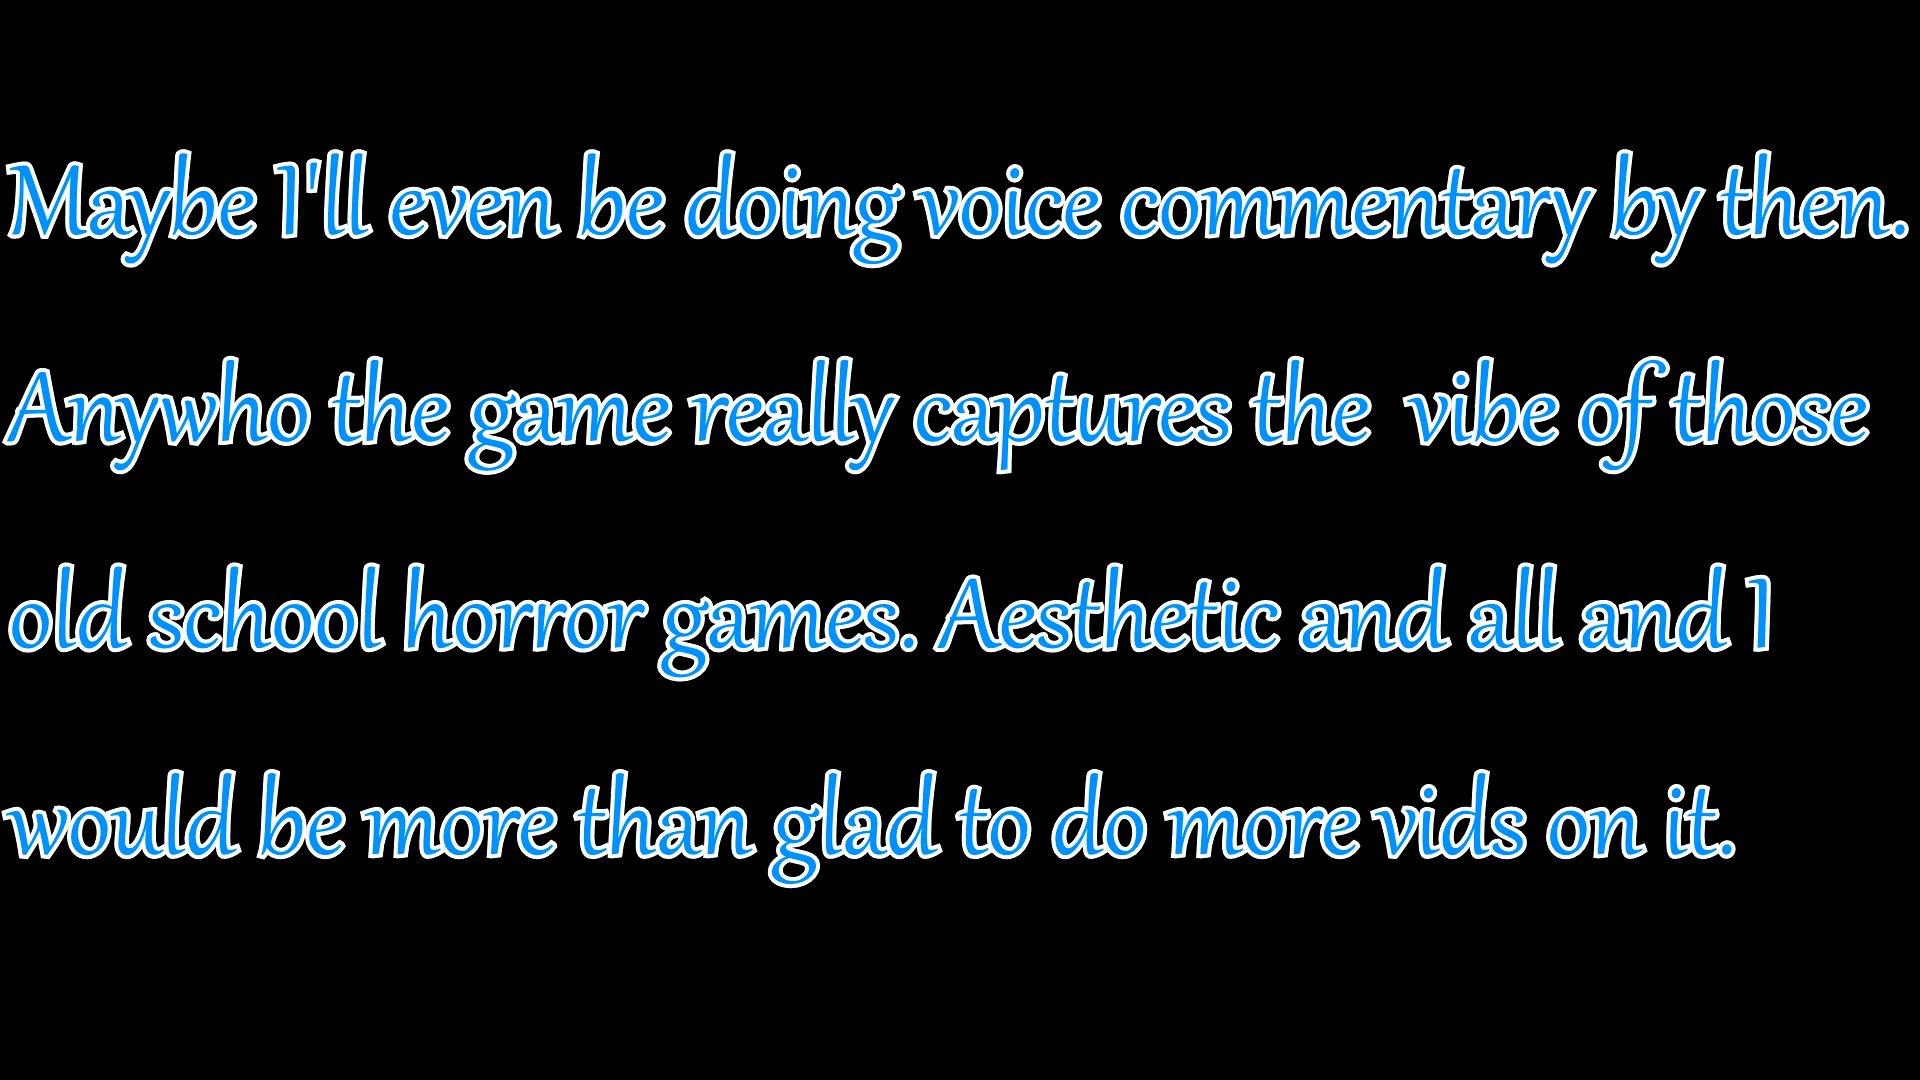 Maybe I'll even be doing voice commentary by then.
Anywho the game really captures the  vibe of those
old school horror games. Aesthetic and all and I
would be more than glad to do more vids on it.